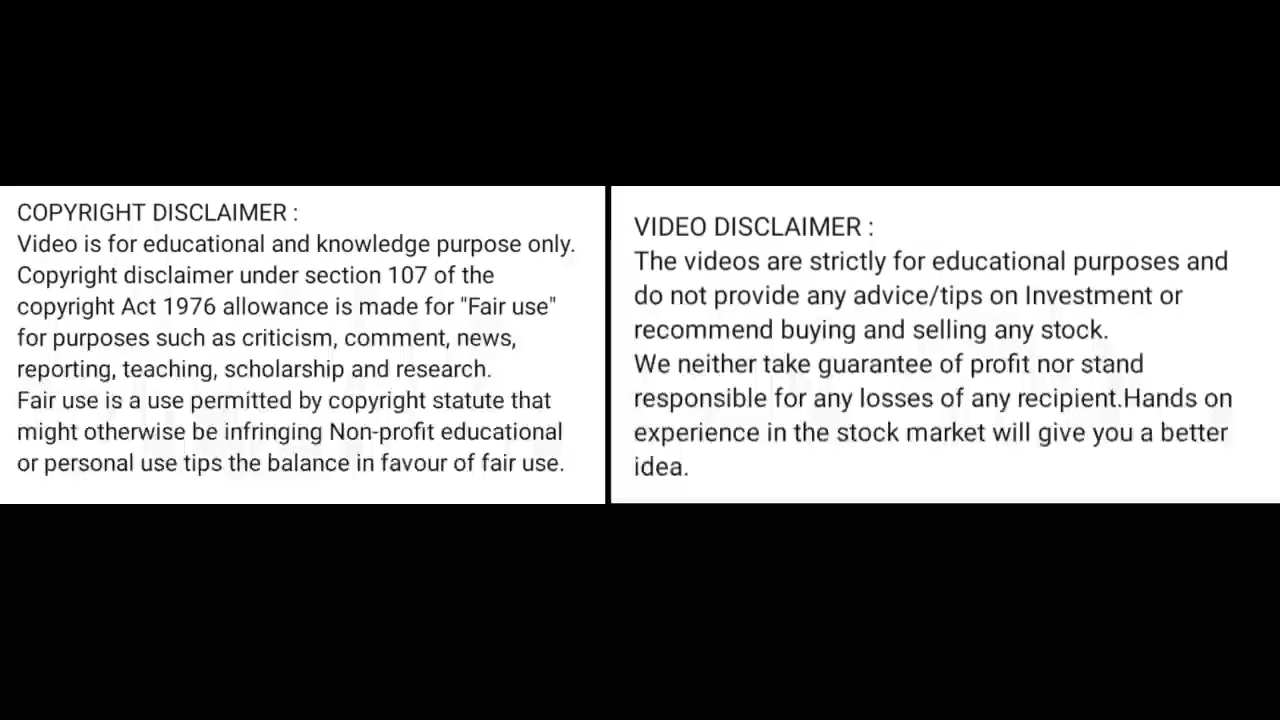 COPYRIGHT DISCLAIMER :
Video is for educational and knowledge purpose only.
Copyright disclaimer under section 107 of the
copyright Act 1976 allowance is made for "Fair use"
for purposes such as criticism, comment, news,
reporting, teaching, scholarship and research.
Fair use is a use permitted by copyright statute that
might otherwise be infringing Non-profit educational
or personal use tips the balance in favour of fair use.
VIDEO DISCLAIMER :
The videos are strictly for educational purposes and
do not provide any advice/tips on Investment or
recommend buying and selling any stock.
We neither take guarantee of profit nor stand
responsible for any losses of any recipient.Hands on
experience in the stock market will give you a better
idea.